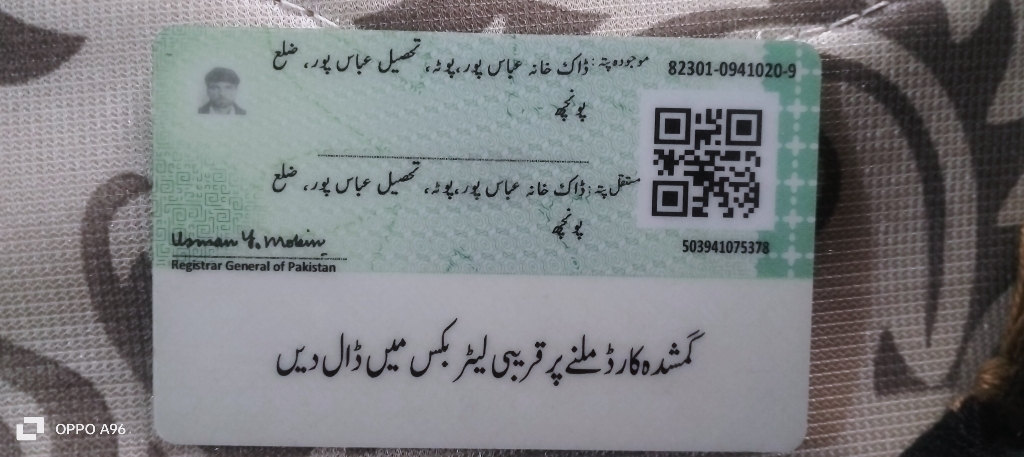 82301-0941020-9
موجودہ پتہ: ڈاک خانہ عباس پور،پوٹہ، تحصیل عباس پور، ضلع
پونچھ
مستقل پتہ: ڈاک خانہ عباس پور،پوٹہ، تحصیل عباس پور، ضلع
پونچھ
503941075378
Usman Y. Mobin
Registrar General of Pakistan
گمشدہ کارڈ ملنے پر قریبی لیٹر بکس میں ڈال دیں
OPPO A96